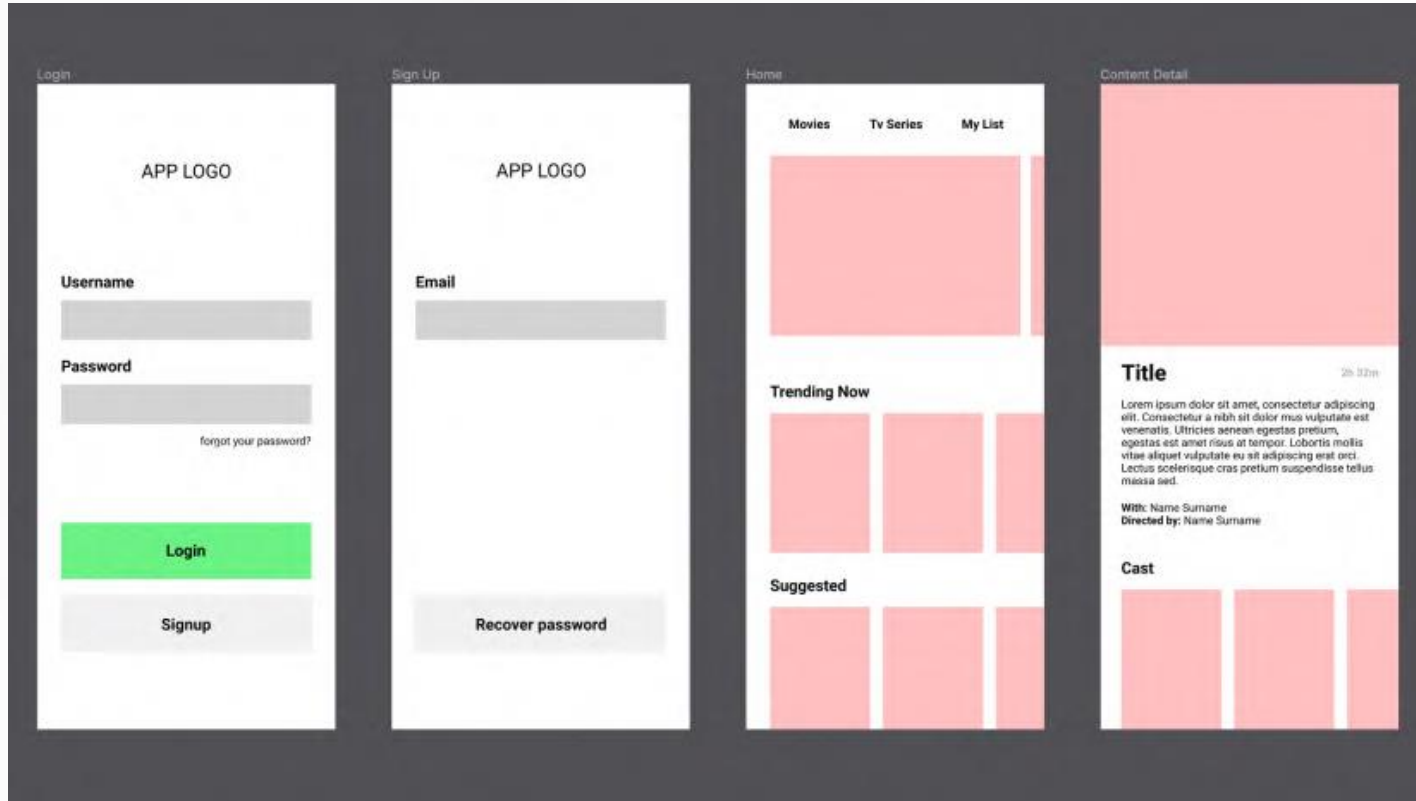 Login
APP LOGO
Username
Password
forgot your password?
Login
Signup
Sign Up
APP LOGO
Email
Recover password
Home
Movies Tv Series My List
Trending Now
Suggested
Content Detail
Title 2h 32m
Lorem ipsum dolor sit amet, consectetur adipiscing
elit. Consectetur a nibh sit dolor mus vulputate est
venenatis. Ultricies aenean egestas pretium,
egestas est amet risus at tempor. Lobortis mollis
vitae aliquet vulputate eu sit adipiscing erat orci.
Lectus scelerisque cras pretium suspendisse tellus
massa sed.
With: Name Surname
Directed by: Name Surname
Cast